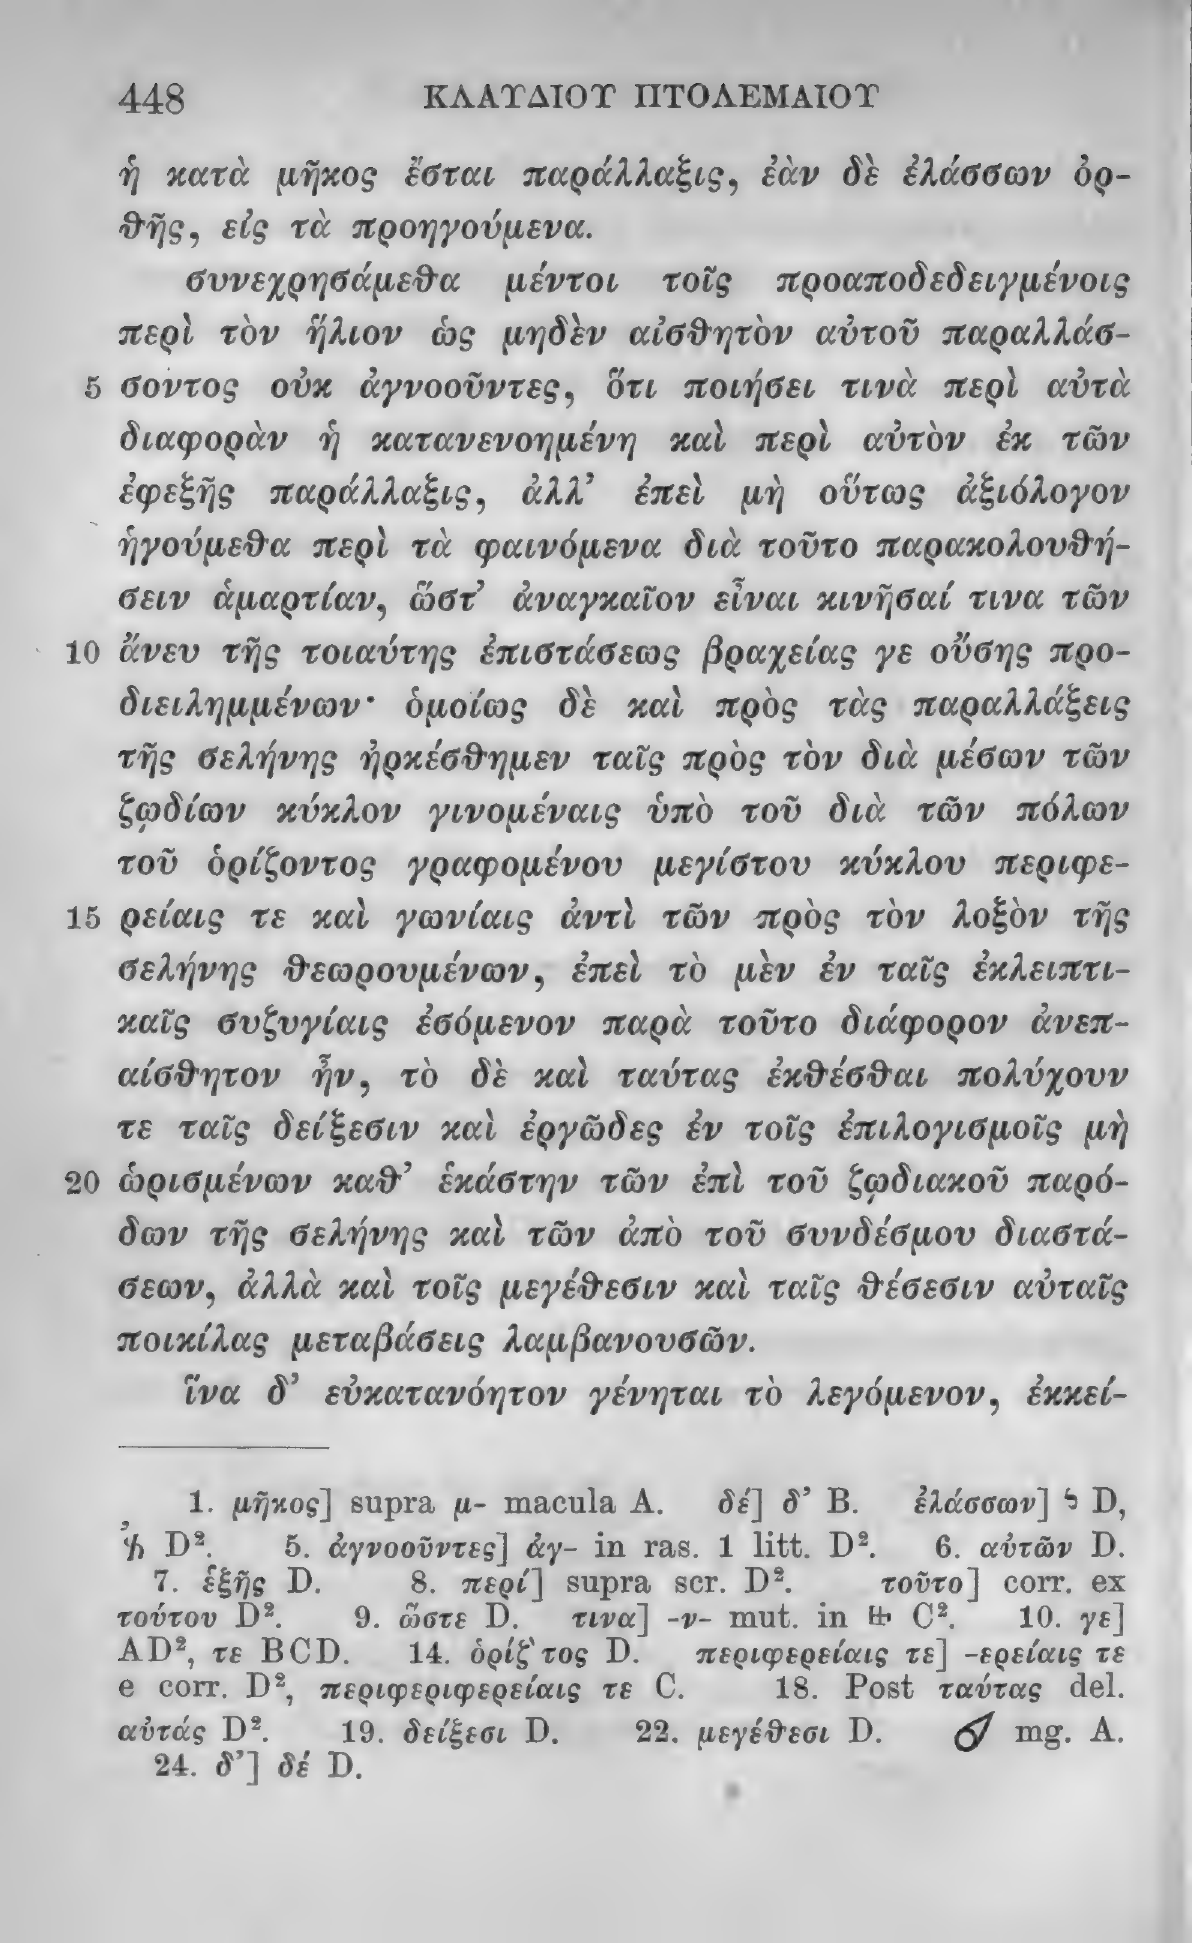 448 ΚΛΑΥΔΙΟΥ ΠΤΟΛΕΜΑΙΟΥ
ἡ κατὰ μῆκος ἔσται παράλλαξις, ἐὰν δὲ ἐλάσσων ὀρ-
θῆς, εἰς τὰ προηγούμενα.
συνεχρησάμεθα μέντοι τοῖς προαποδεδειγμένοις
περὶ τὸν ἥλιον ὡς μηδὲν αἰσθητὸν αὐτοῦ παραλλάσ-
5 σοντος οὐκ ἀγνοοῦντες, ὅτι ποιήσει τινὰ περὶ αὐτὰ
διαφορὰν ἡ κατανενοημένη καὶ περὶ αὐτὸν ἐκ τῶν
ἐφεξῆς παράλλαξις, ἀλλ’ ἐπεὶ μὴ οὕτως ἀξιόλογον
ἡγούμεθα περὶ τὰ φαινόμενα διὰ τοῦτο παρακολουθή-
σειν ἁμαρτίαν, ὥστ’ ἀναγκαῖον εἶναι κινῆσαί τινα τῶν
10 ἄνευ τῆς τοιαύτης ἐπιστάσεως βραχείας γε οὔσης προ-
διειλημμένων· ὁμοίως δὲ καὶ πρὸς τὰς παραλλάξεις
τῆς σελήνης ἠρκέσθημεν ταῖς πρὸς τὸν διὰ μέσων τῶν
ζῳδίων κύκλον γινομέναις ὑπὸ τοῦ διὰ τῶν πόλων
τοῦ ὁρίζοντος γραφομένου μεγίστου κύκλου περιφε-
15 ρείαις τε καὶ γωνίαις ἀντὶ τῶν πρὸς τὸν λοξὸν τῆς
σελήνης θεωρουμένων, ἐπεὶ τὸ μὲν ἐν ταῖς ἐκλειπτι-
καῖς συζυγίαις ἐσόμενον παρὰ τοῦτο διάφορον ἀνεπ-
αίσθητον ἦν, τὸ δὲ καὶ ταύτας ἐκθέσθαι πολύχουν
τε ταῖς δείξεσιν καὶ ἐργῶδες ἐν τοῖς ἐπιλογισμοῖς μὴ
20 ὡρισμένων καθ’ ἑκάστην τῶν ἐπὶ τοῦ ζῳδιακοῦ παρό-
δων τῆς σελήνης καὶ τῶν ἀπὸ τοῦ συνδέσμου διαστά-
σεων, ἀλλὰ καὶ τοῖς μεγέθεσιν καὶ ταῖς θέσεσιν αὐταῖς
ποικίλας μεταβάσεις λαμβανουσῶν.
ἵνα δ’ εὐκατανόητον γένηται τὸ λεγόμενον, ἐκκεί-
1. μῆκος] supra μ- macula A. δέ] δ’ B. ἐλάσσων] D,
D². 5. ἀγνοοῦντες] ἀγ- in ras. 1 litt. D². 6. αὐτῶν D.
7. ἑξῆς D. 8. περί] supra scr. D². τοῦτο] corr. ex
τούτου D². 9. ὥστε D. τινα] -ν- mut. in C². 10. γε]
AD², τε BCD. 14. ὁρίζ'τος D. περιφερείαις τε] -ερείαις τε
e corr. D², περιφεριφερείαις τε C. 18. Post ταύτας del.
αὐτάς D². 19. δείξεσι D. 22. μεγέθεσι D. mg. A.
24. δ’] δέ D.